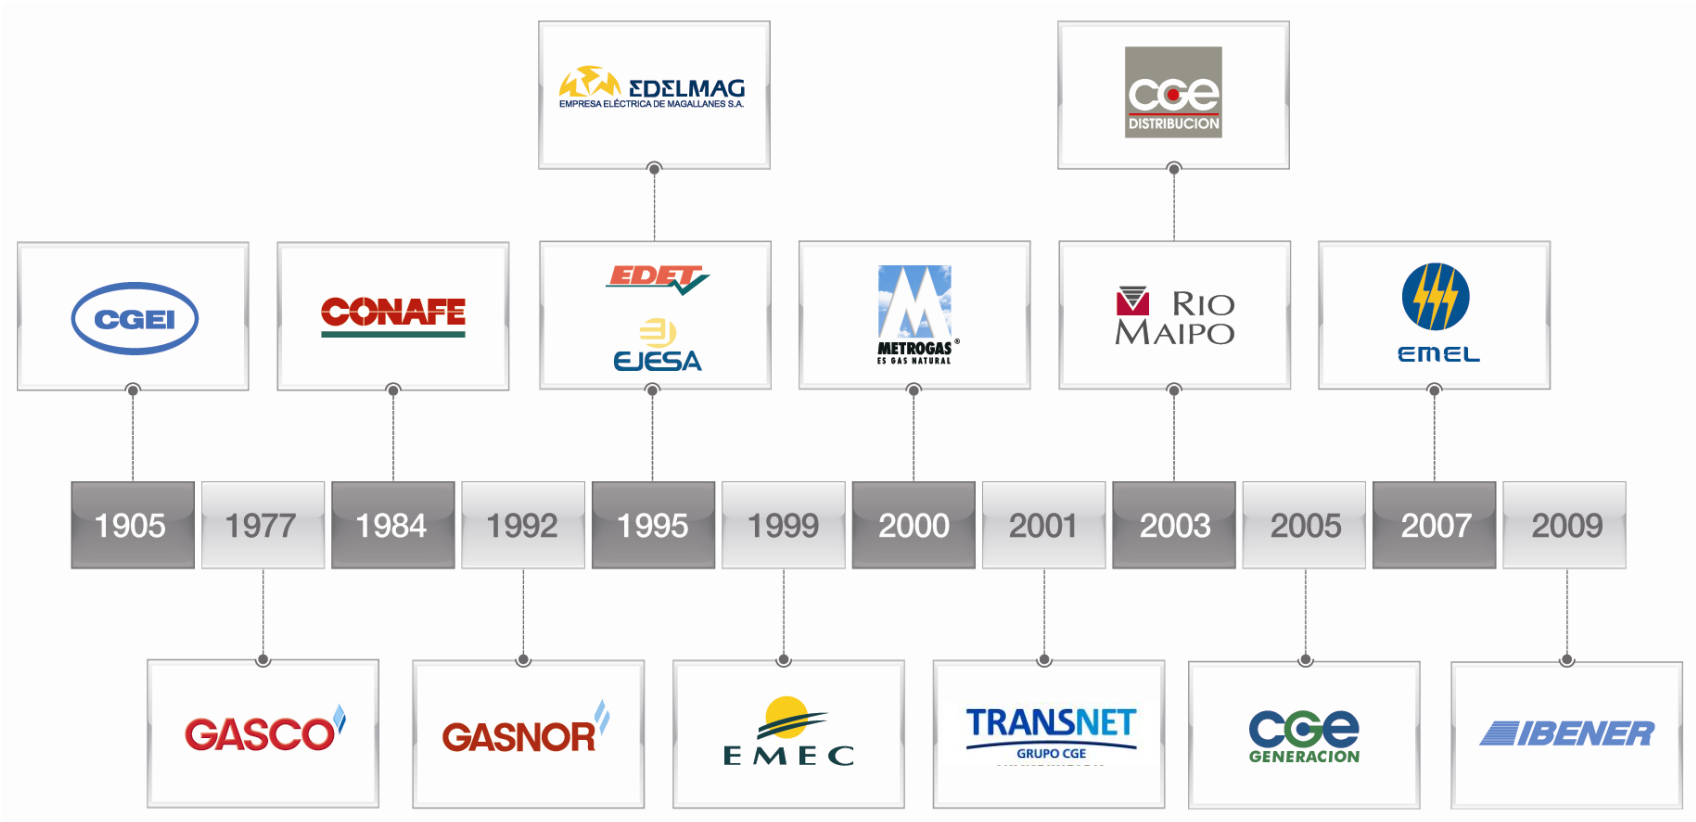 EDELMAG
EMPRESA ELÉCTRICA DE MAGALLANES S.A.
cge
DISTRIBUCION
CGEI
CONAFE
EDET
EJESA
METROGAS®
ES GAS NATURAL
RIO
MAIPO
EMEL
1905
1977
1984
1992
1995
1999
2000
2001
2003
2005
2007
2009
GASCO
GASNOR
EMEC
TRANSNET
GRUPO CGE
cge
GENERACION
IBENER